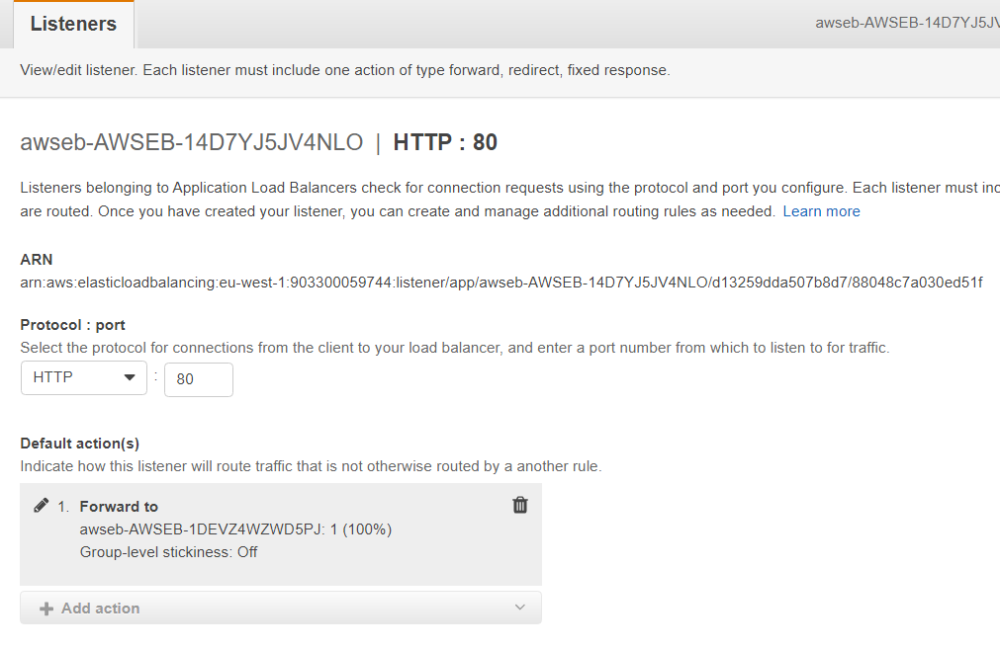 Listeners
awseb-AWSEB-14D7YJ5JV
View/edit listener. Each listener must include one action of type forward, redirect, fixed response.
awseb-AWSEB-14D7YJ5JV4NLO | HTTP : 80
Listeners belonging to Application Load Balancers check for connection requests using the protocol and port you configure. Each listener must inc
are routed. Once you have created your listener, you can create and manage additional routing rules as needed. Learn more
ARN
arn:aws:elasticloadbalancing:eu-west-1:903300059744:listener/app/awseb-AWSEB-14D7YJ5JV4NLO/d13259dda507b8d7/88048c7a030ed51f
Protocol : port
Select the protocol for connections from the client to your load balancer, and enter a port number from which to listen to for traffic.
HTTP : 80
Default action(s)
Indicate how this listener will route traffic that is not otherwise routed by a another rule.
1. Forward to
awseb-AWSEB-1DEVZ4WZWD5PJ: 1 (100%)
Group-level stickiness: Off
Add action